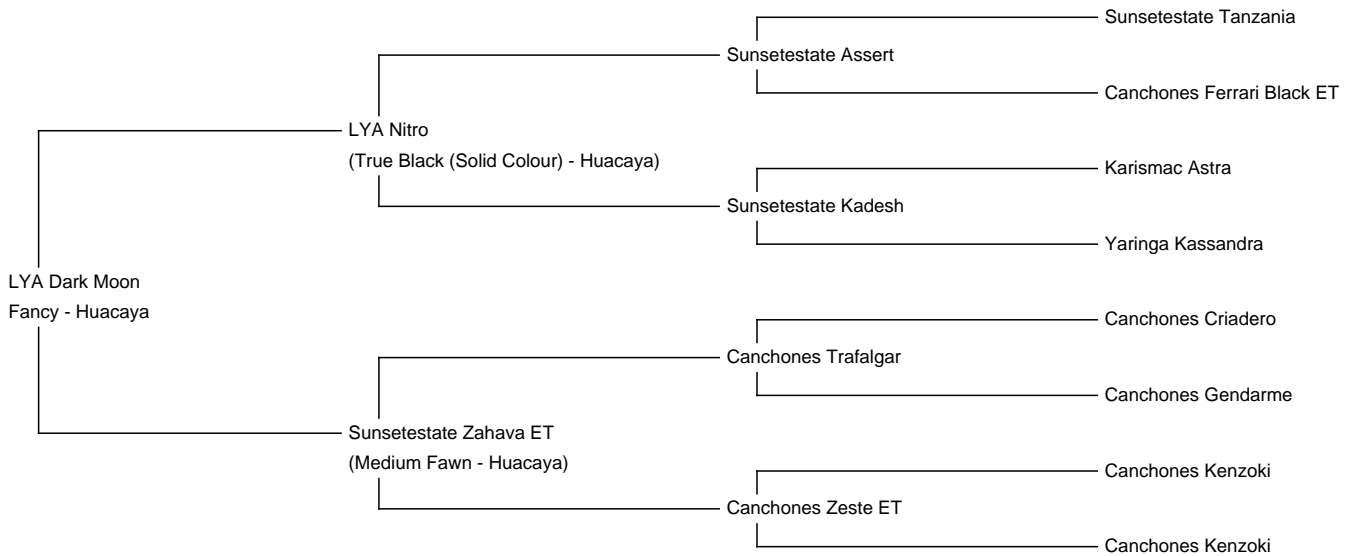 Sunsetestate Tanzania
Sunsetestate Assert
Canchones Ferrari Black ET
LYA Nitro
(True Black (Solid Colour) - Huacaya)
Karismac Astra
Sunsetestate Kadesh
Yaringa Kassandra
LYA Dark Moon
Fancy - Huacaya
Canchones Criadero
Canchones Trafalgar
Canchones Gendarme
Sunsetestate Zahava ET
(Medium Fawn - Huacaya)
Canchones Kenzoki
Canchones Zeste ET
Canchones Kenzoki